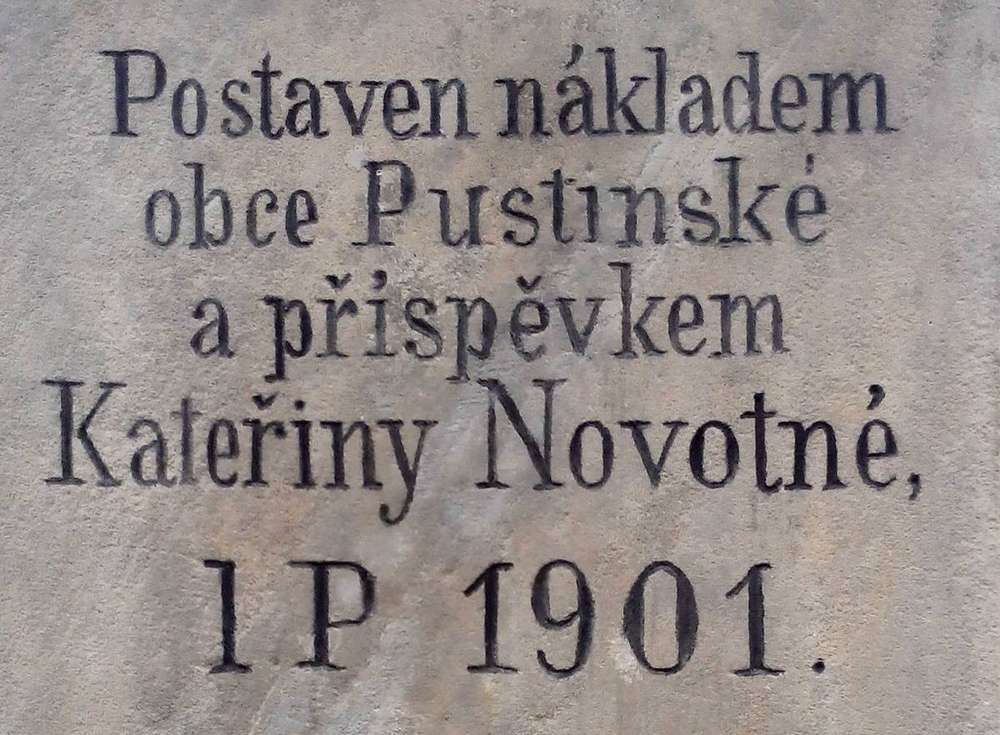 Postaven nákladem
obce Pustinské
a příspěvkem
Kateřiny Novotné,
l P 1901.